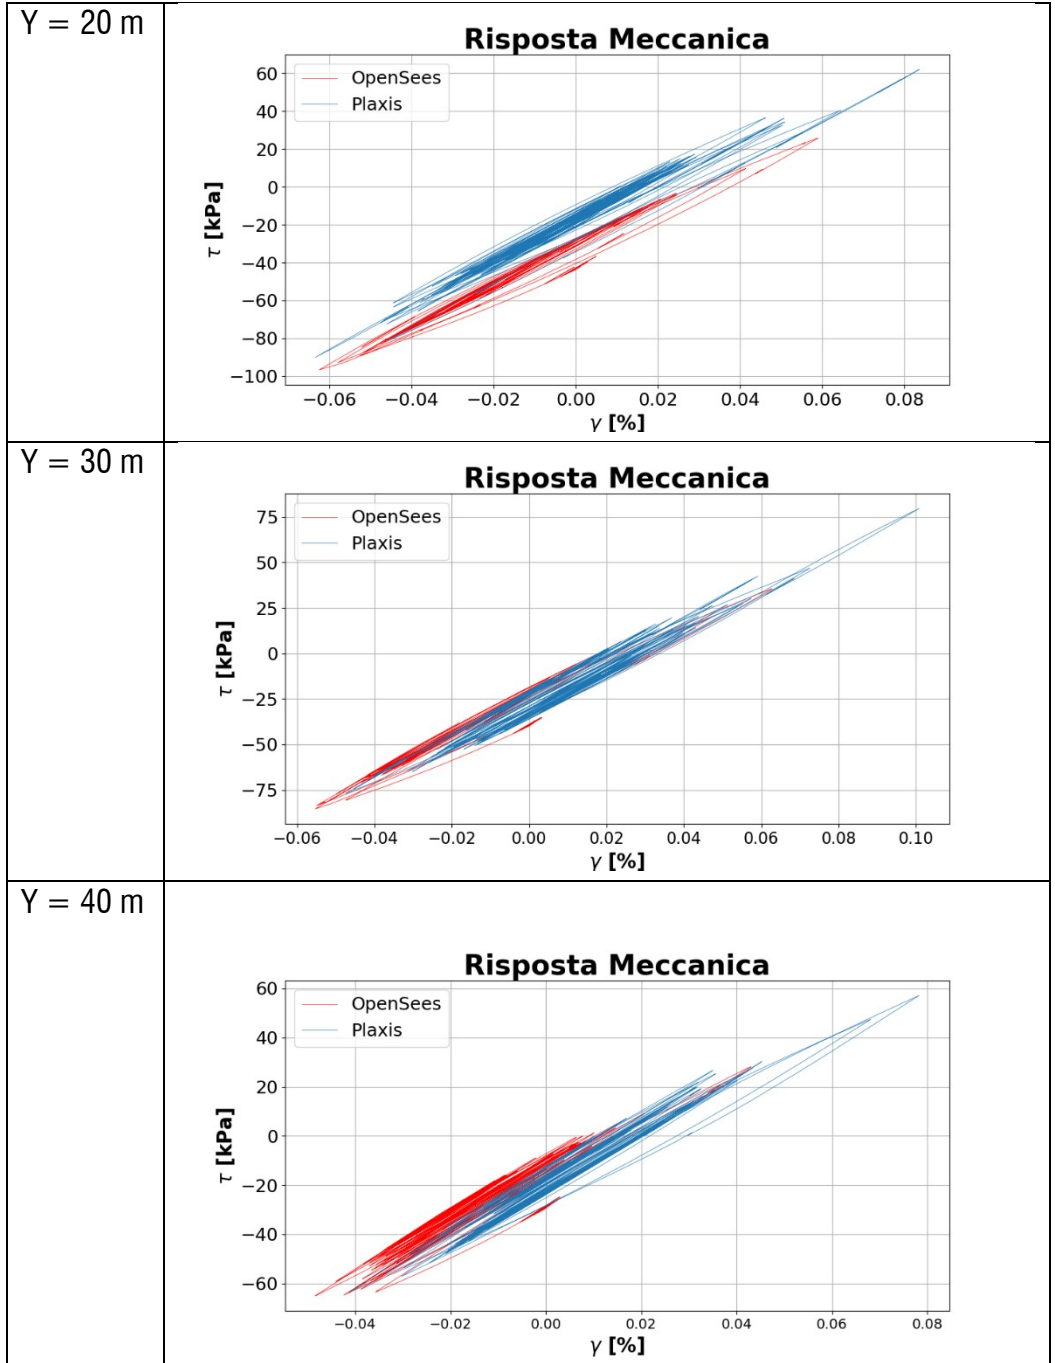 Y = 20 m
Risposta Meccanica
OpenSees
Plaxis
60
40
20
0
−20
−40
−60
−80
−100
τ [kPa]
−0.06 −0.04 −0.02 0.00 0.02 0.04 0.06 0.08
γ [%]
Y = 30 m
Risposta Meccanica
OpenSees
Plaxis
75
50
25
0
−25
−50
−75
τ [kPa]
−0.06 −0.04 −0.02 0.00 0.02 0.04 0.06 0.08 0.10
γ [%]
Y = 40 m
Risposta Meccanica
OpenSees
Plaxis
60
40
20
0
−20
−40
−60
τ [kPa]
−0.04 −0.02 0.00 0.02 0.04 0.06 0.08
γ [%]